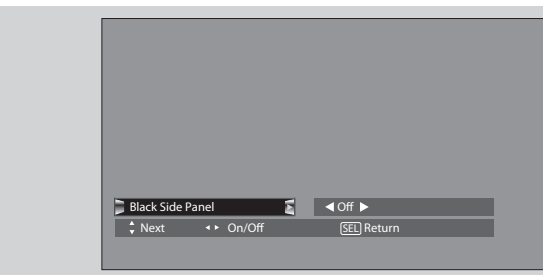 Black Side Panel ◀ Off ▶
Next On/Off SEL Return